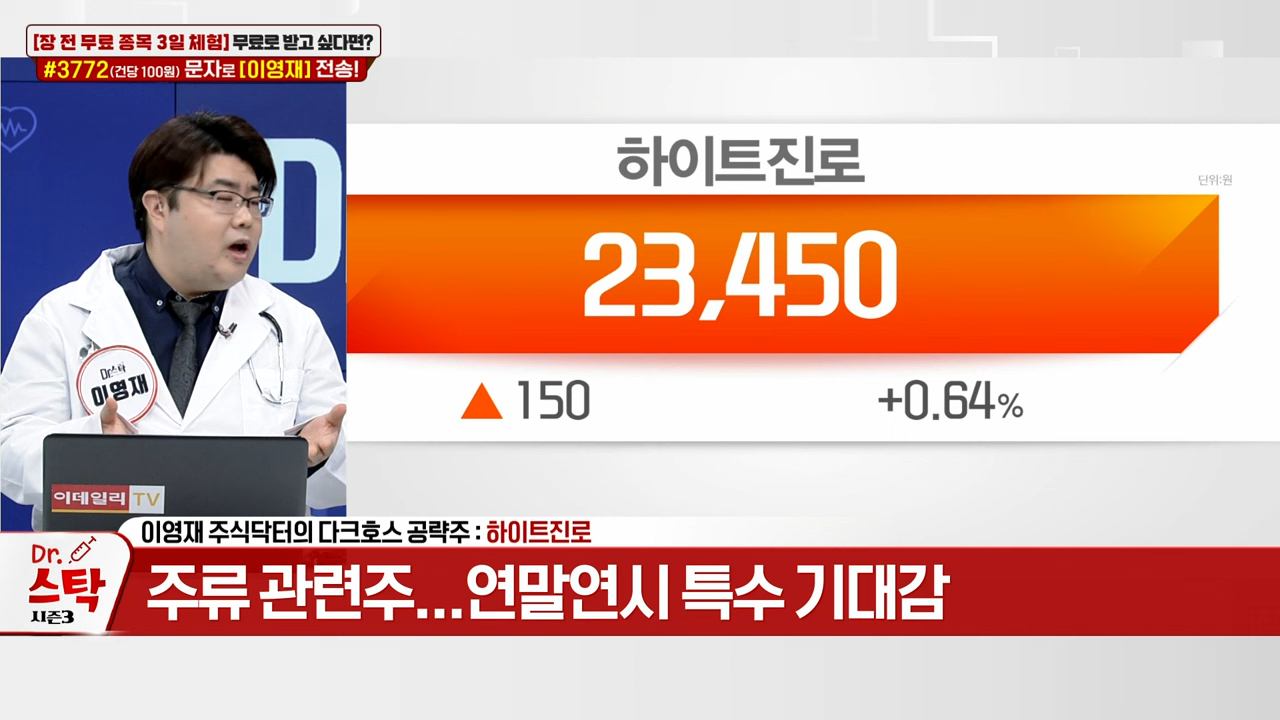 [장 전 무료 종목 3일 체험] 무료로 받고 싶다면?
#3772(건당 100원) 문자로 [이영재] 전송!
D
하이트진로
단위:원
23,450
▲ 150 +0.64%
Dr.스탁
이영재
이데일리 TV
이영재 주식닥터의 다크호스 공략주 : 하이트진로
Dr.
스탁
시즌3
주류 관련주...연말연시 특수 기대감